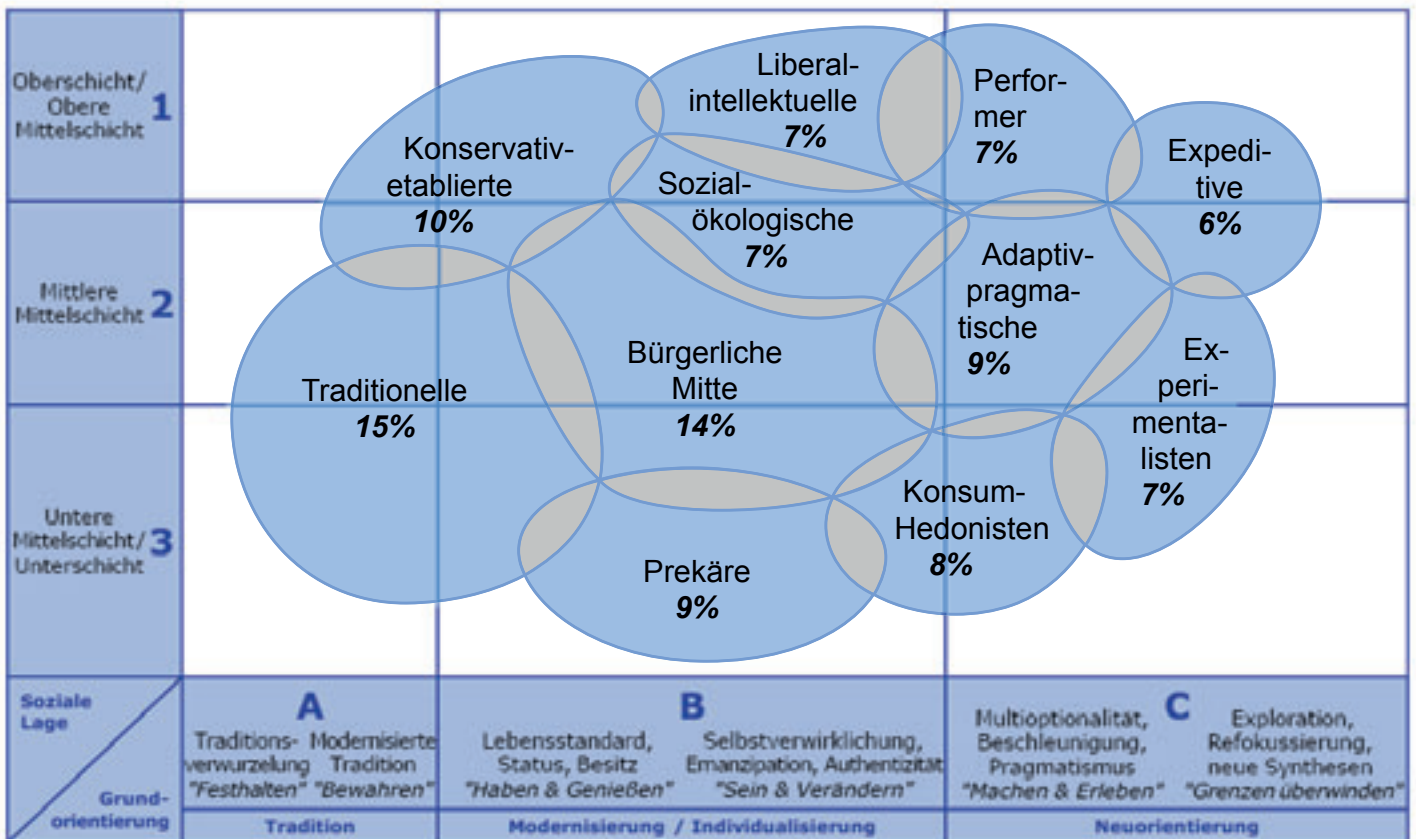 Oberschicht/
Obere
Mittelschicht
1
Mittlere
Mittelschicht
2
Untere
Mittelschicht/
Unterschicht
3
Liberal-
intellektuelle
7%
Perfor-
mer
7%
Konservativ-
etablierte
10%
Sozial-
ökologische
7%
Expedi-
tive
6%
Adaptiv-
pragma-
tische
9%
Traditionelle
15%
Bürgerliche
Mitte
14%
Ex-
peri-
menta-
listen
7%
Konsum-
Hedonisten
8%
Prekäre
9%
Soziale
Lage
Grund-
orientierung
A
Traditions-
verwurzelung
"Festhalten"
Modernisierte
Tradition
"Bewahren"
Tradition
B
Lebensstandard,
Status, Besitz
"Haben & Genießen"
Selbstverwirklichung,
Emanzipation, Authentizität
"Sein & Verändern"
Modernisierung / Individualisierung
C
Multioptionalität,
Beschleunigung,
Pragmatismus
"Machen & Erleben"
Exploration,
Refokussierung,
neue Synthesen
"Grenzen überwinden"
Neuorientierung